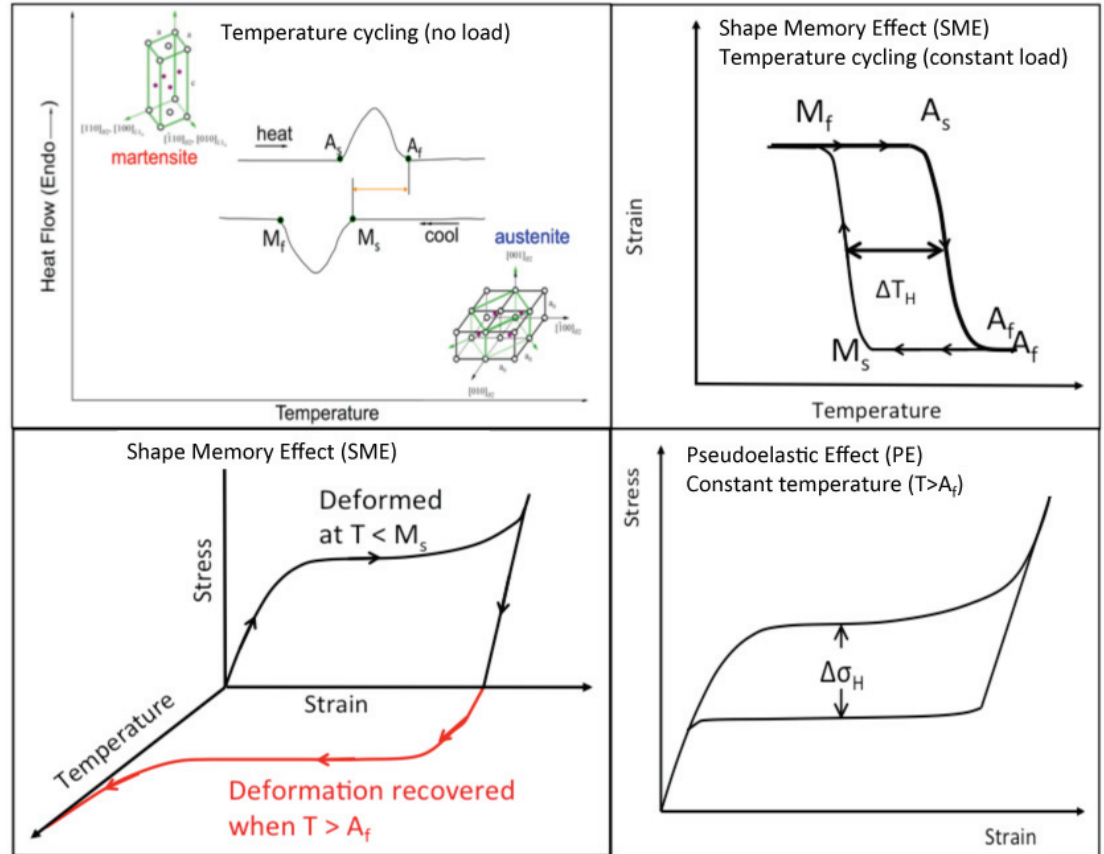 Temperature cycling (no load)
Heat Flow (Endo
martensite
heat
A_s
A_f
M_f
M_s
cool
austenite
[001]
[010]
Temperature
Shape Memory Effect (SME)
Temperature cycling (constant load)
Strain
M_f
A_s
ΔT_H
A_f
A_f
M_s
Temperature
Shape Memory Effect (SME)
Stress
Deformed
at T < M_s
Strain
Temperature
Deformation recovered
when T > A_f
Pseudoelastic Effect (PE)
Constant temperature (T>A_f)
Stress
Δσ_H
Strain